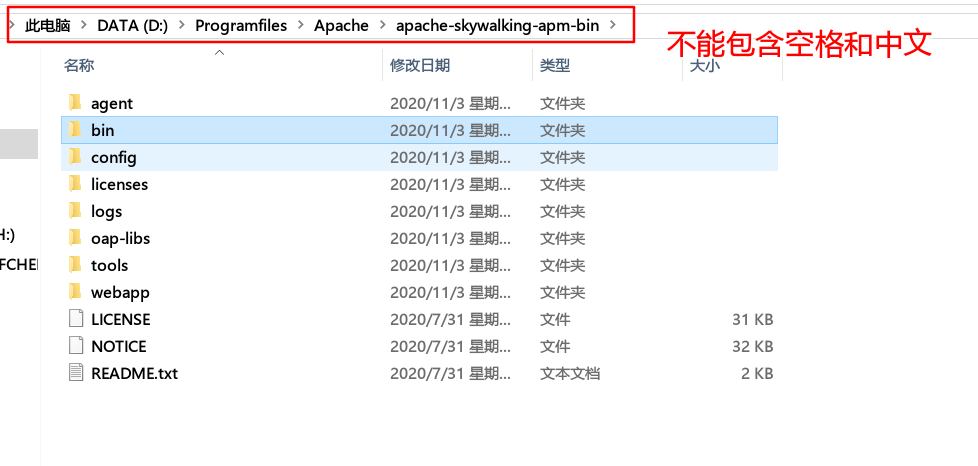 此电脑 > DATA (D:) > Programfiles > Apache > apache-skywalking-apm-bin >
不能包含空格和中文
名称 修改日期 类型 大小
agent 2020/11/3 星期... 文件夹
bin 2020/11/3 星期... 文件夹
config 2020/11/3 星期... 文件夹
licenses 2020/11/3 星期... 文件夹
logs 2020/11/3 星期... 文件夹
oap-libs 2020/11/3 星期... 文件夹
tools 2020/11/3 星期... 文件夹
webapp 2020/11/3 星期... 文件夹
LICENSE 2020/7/31 星期... 文件 31 KB
NOTICE 2020/7/31 星期... 文件 32 KB
README.txt 2020/7/31 星期... 文本文档 2 KB
H:)